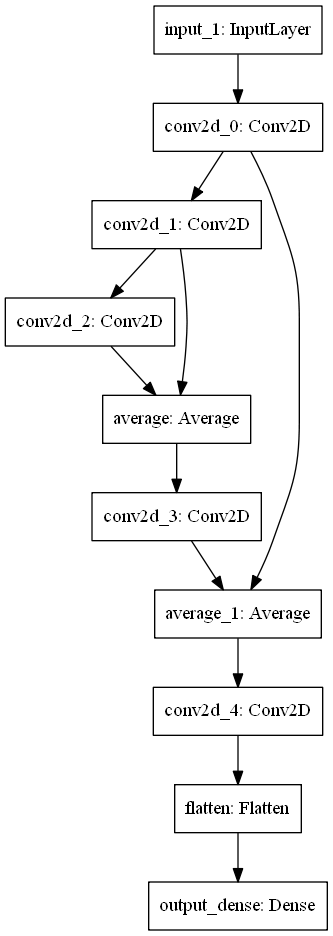 input_1: InputLayer
conv2d_0: Conv2D
conv2d_1: Conv2D
conv2d_2: Conv2D
average: Average
conv2d_3: Conv2D
average_1: Average
conv2d_4: Conv2D
flatten: Flatten
output_dense: Dense